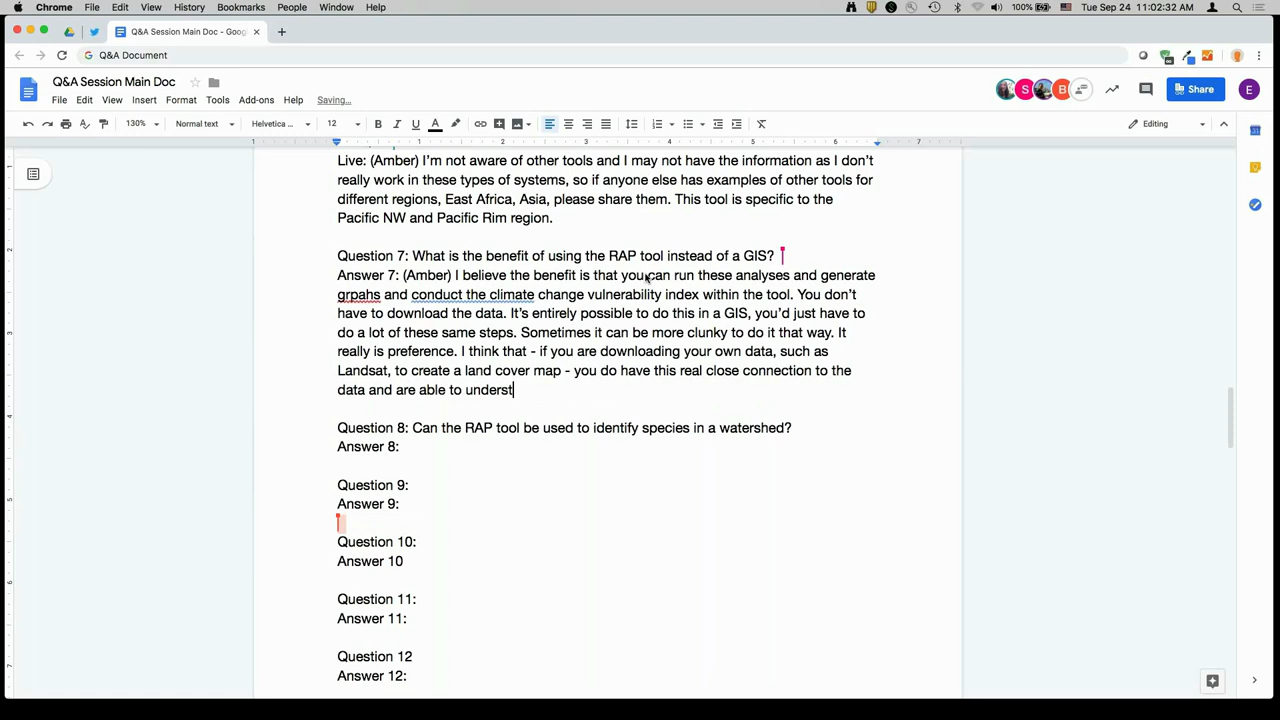 Chrome File Edit View History Bookmarks People Window Help 100% Tue Sep 24 11:02:32 AM
Q&A Session Main Doc - Goog
Q&A Document
Q&A Session Main Doc
File Edit View Insert Format Tools Add-ons Help Saving...
S B Share E
130% Normal text Helvetica ... 12 B I U A Editing
1 1 2 3 4 5 6 7
Live: (Amber) I'm not aware of other tools and I may not have the information as I don't
really work in these types of systems, so if anyone else has examples of other tools for
different regions, East Africa, Asia, please share them. This tool is specific to the
Pacific NW and Pacific Rim region.
Question 7: What is the benefit of using the RAP tool instead of a GIS?
Answer 7: (Amber) I believe the benefit is that you can run these analyses and generate
grpahs and conduct the climate change vulnerability index within the tool. You don't
have to download the data. It's entirely possible to do this in a GIS, you'd just have to
do a lot of these same steps. Sometimes it can be more clunky to do it that way. It
really is preference. I think that - if you are downloading your own data, such as
Landsat, to create a land cover map - you do have this real close connection to the
data and are able to underst
Question 8: Can the RAP tool be used to identify species in a watershed?
Answer 8:
Question 9:
Answer 9:
Question 10:
Answer 10
Question 11:
Answer 11:
Question 12
Answer 12: